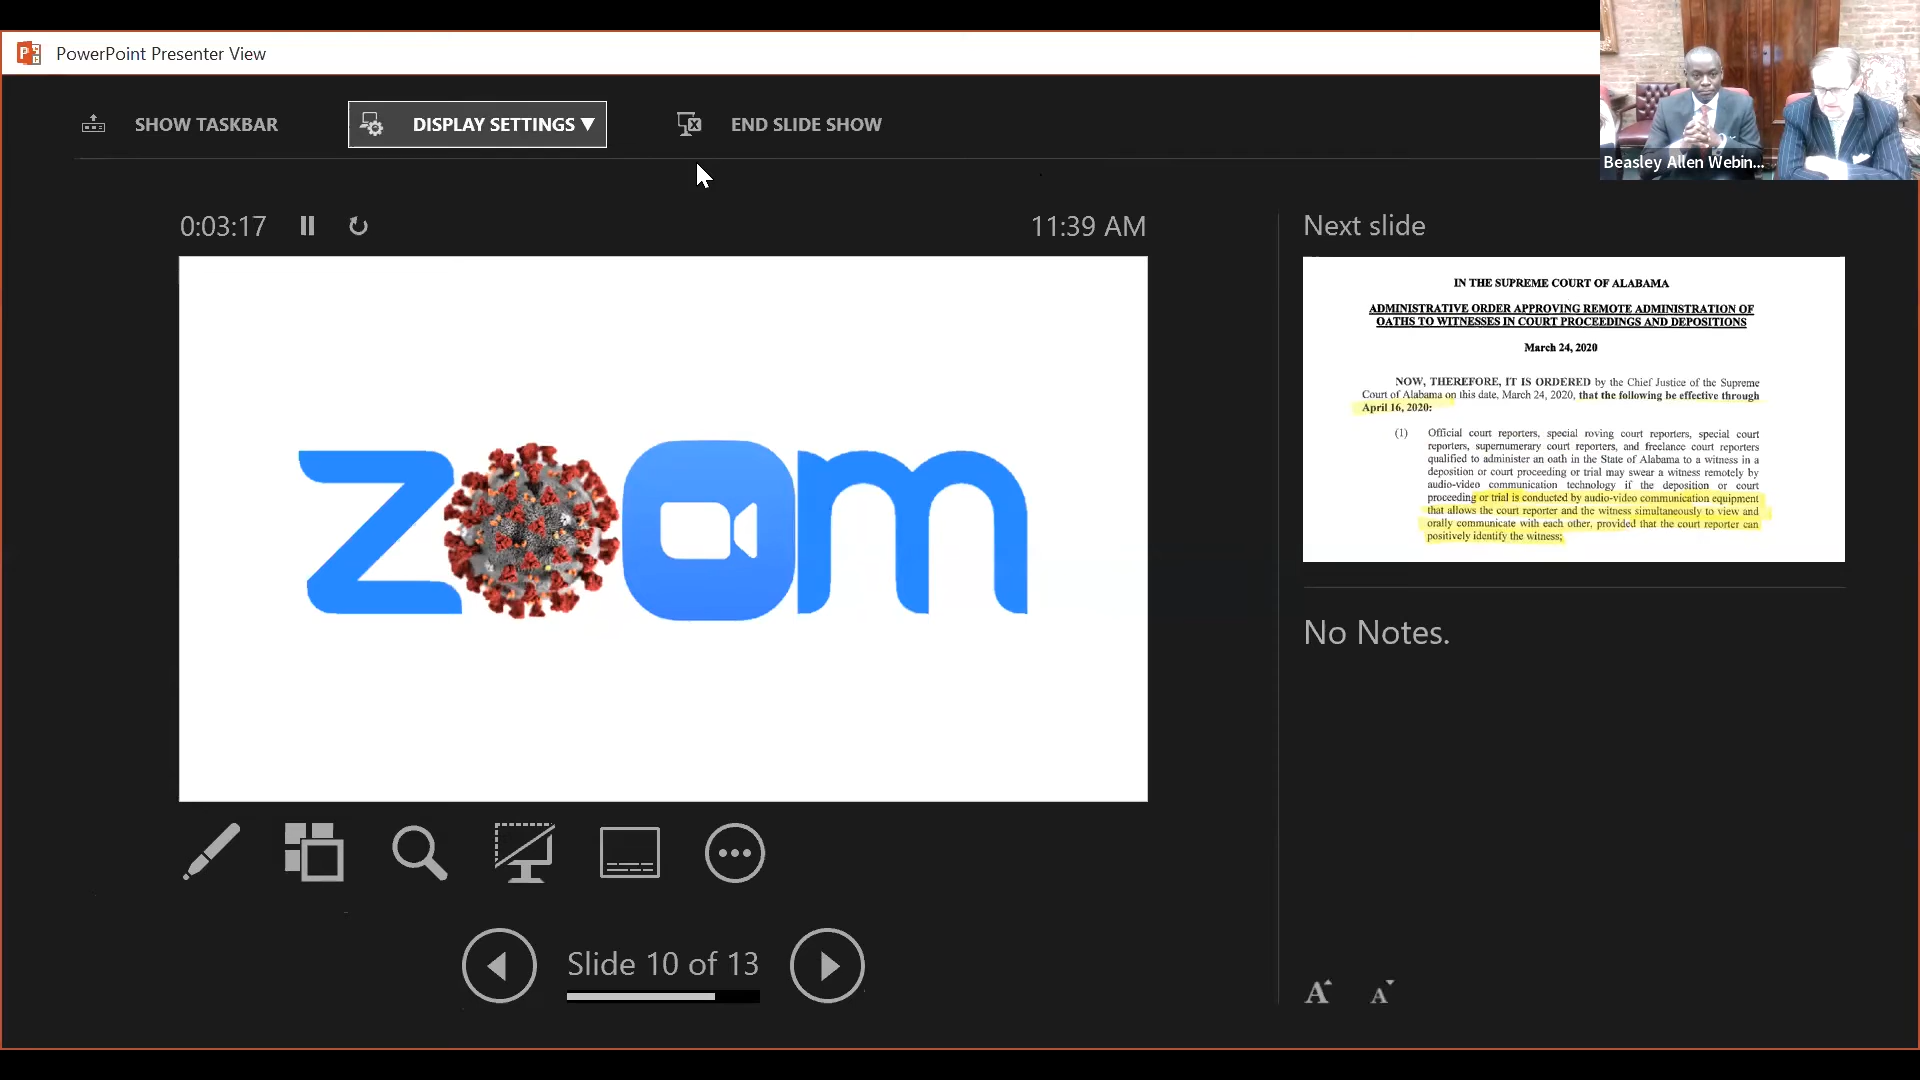 PowerPoint Presenter View
SHOW TASKBAR
DISPLAY SETTINGS ▼
END SLIDE SHOW
Beasley Allen Webin...
0:03:17
11:39 AM
Next slide
zoom
IN THE SUPREME COURT OF ALABAMA
ADMINISTRATIVE ORDER APPROVING REMOTE ADMINISTRATION OF
OATHS TO WITNESSES IN COURT PROCEEDINGS AND DEPOSITIONS
March 24, 2020
NOW, THEREFORE, IT IS ORDERED by the Chief Justice of the Supreme
Court of Alabama on this date, March 24, 2020, that the following be effective through
April 16, 2020:
(1) Official court reporters, special roving court reporters, special court
reporters, supernumerary court reporters, and freelance court reporters
qualified to administer an oath in the State of Alabama to a witness in a
deposition or court proceeding or trial may swear a witness remotely by
audio-video communication technology if the deposition or court
proceeding or trial is conducted by audio-video communication equipment
that allows the court reporter and the witness simultaneously to view and
orally communicate with each other, provided that the court reporter can
positively identify the witness;
No Notes.
Slide 10 of 13
A A